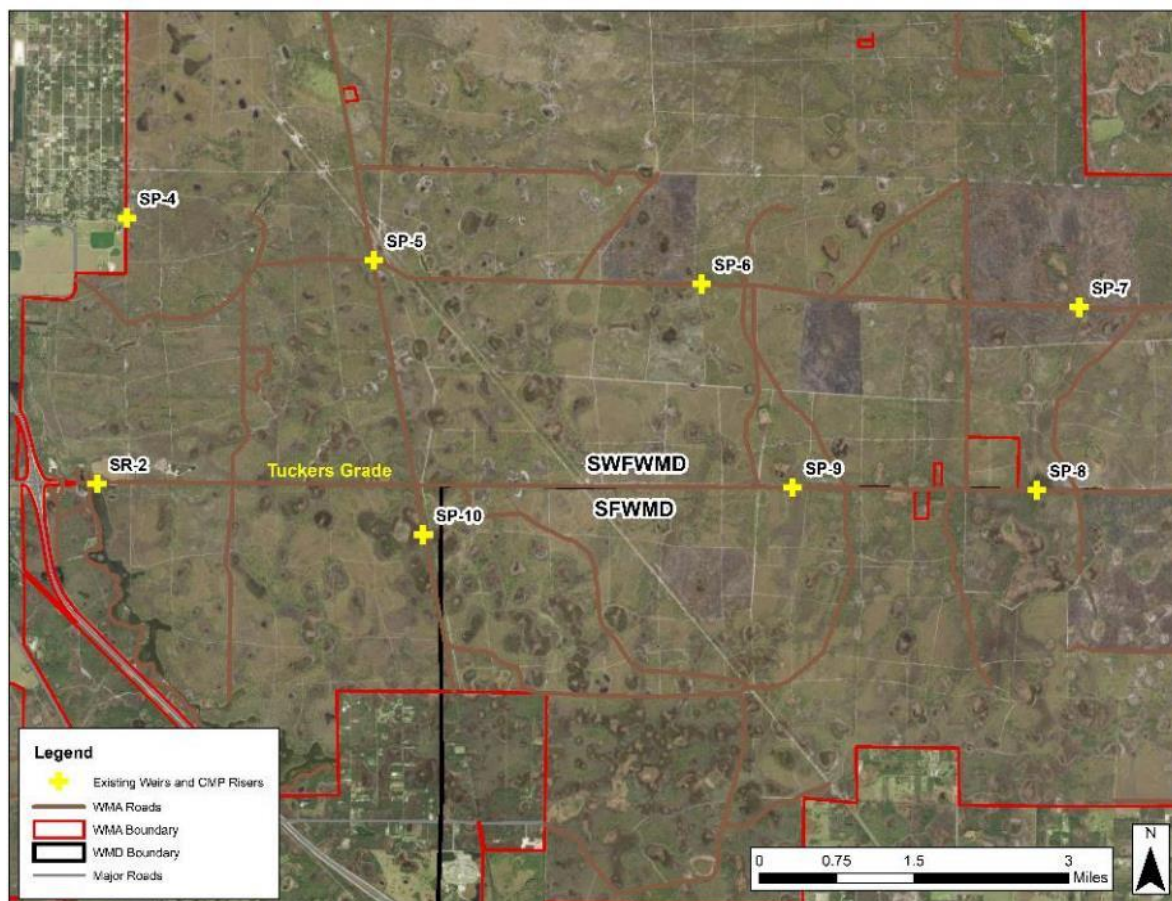 SP-4
SP-5
SP-6
SP-7
SR-2
Tuckers Grade
SWFWMD
SP-9
SP-8
SFWMD
SP-10
Legend
Existing Weirs and CMP Risers
WMA Roads
WMA Boundary
WMD Boundary
Major Roads
N
0 0.75 1.5 3
Miles